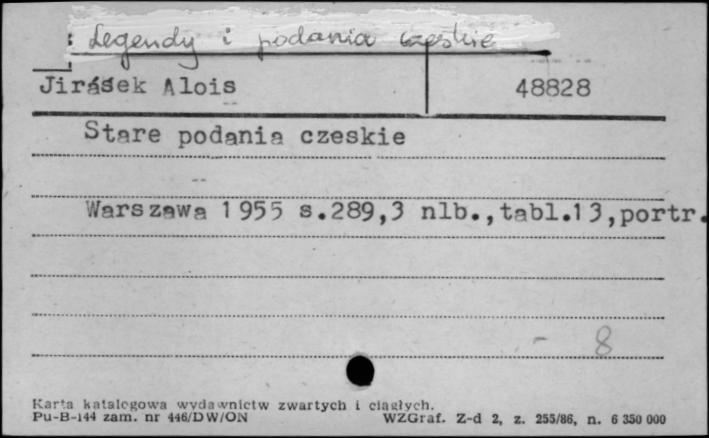 Legendy i podania czeskie
Jirásek Alois 48828
Stare podania czeskie
Warszawa 1955 s.289,3 nlb.,tabl.13,portr.
- 8
Karta katalogowa wydawnictw zwartych i ciągłych.
Pu-B-144 zam. nr 446/DW/ON WZGraf. Z-d 2, z. 255/86, n. 6 350 000